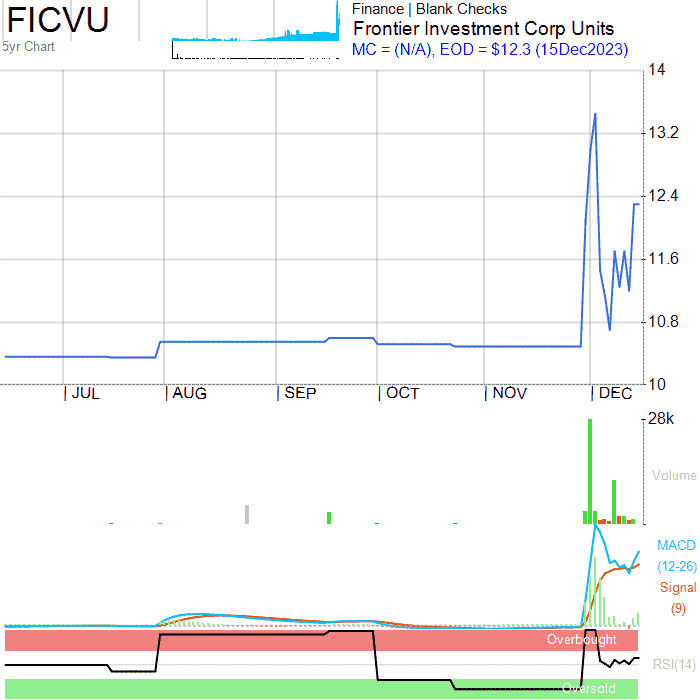 FICVU
5yr Chart
Finance | Blank Checks
Frontier Investment Corp Units
MC = (N/A), EOD = $12.3 (15Dec2023)
14
13.2
12.4
11.6
10.8
10
| JUL | AUG | SEP | OCT | NOV | DEC
28k
Volume
MACD
(12-26)
Signal
(9)
Overbought
RSI(14)
Oversold